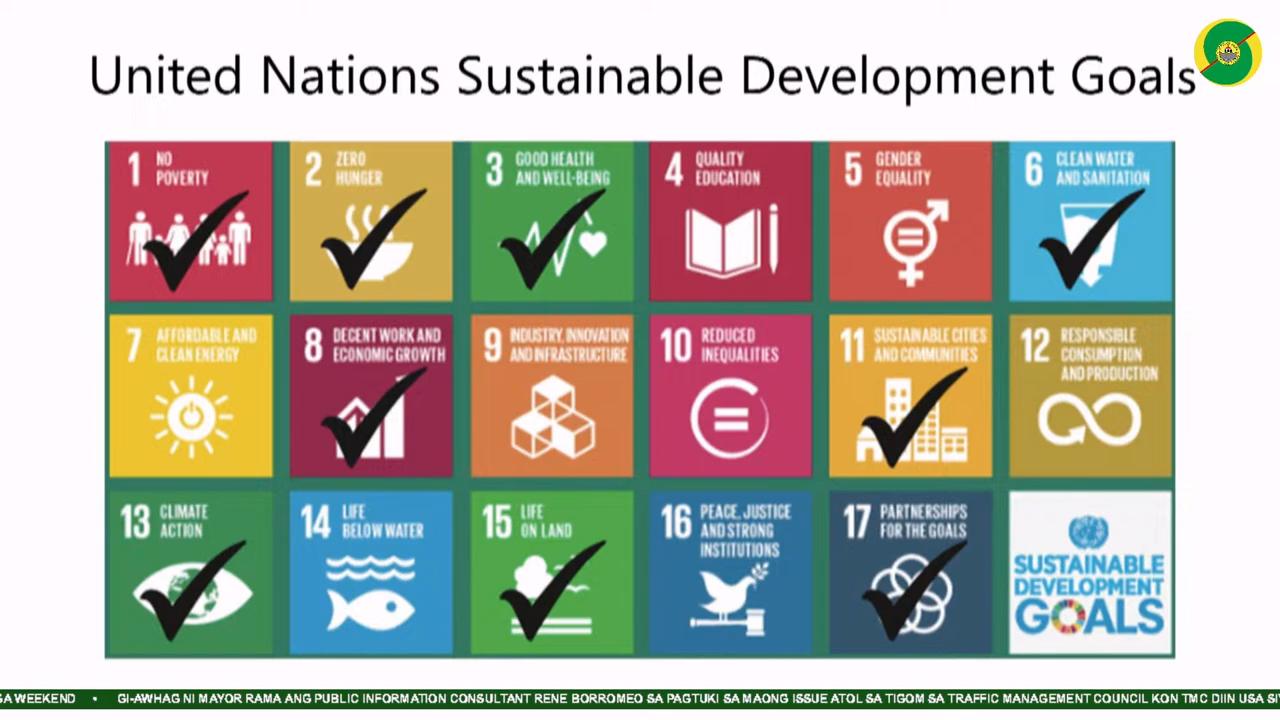 United Nations Sustainable Development Goals
1 NO
POVERTY
2 ZERO
HUNGER
3 GOOD HEALTH
AND WELL-BEING
4 QUALITY
EDUCATION
5 GENDER
EQUALITY
6 CLEAN WATER
AND SANITATION
7 AFFORDABLE AND
CLEAN ENERGY
8 DECENT WORK AND
ECONOMIC GROWTH
9 INDUSTRY, INNOVATION
AND INFRASTRUCTURE
10 REDUCED
INEQUALITIES
11 SUSTAINABLE CITIES
AND COMMUNITIES
12 RESPONSIBLE
CONSUMPTION
AND PRODUCTION
13 CLIMATE
ACTION
14 LIFE
BELOW WATER
15 LIFE
ON LAND
16 PEACE, JUSTICE
AND STRONG
INSTITUTIONS
17 PARTNERSHIPS
FOR THE GOALS
SUSTAINABLE
DEVELOPMENT
GOALS
WEEKEND • GI-AWHAG NI MAYOR RAMA ANG PUBLIC INFORMATION CONSULTANT RENE BORROMEO SA PAGTUKI SA MAONG ISSUE ATOL SA TIGOM SA TRAFFIC MANAGEMENT COUNCIL KON TMC DIIN USA